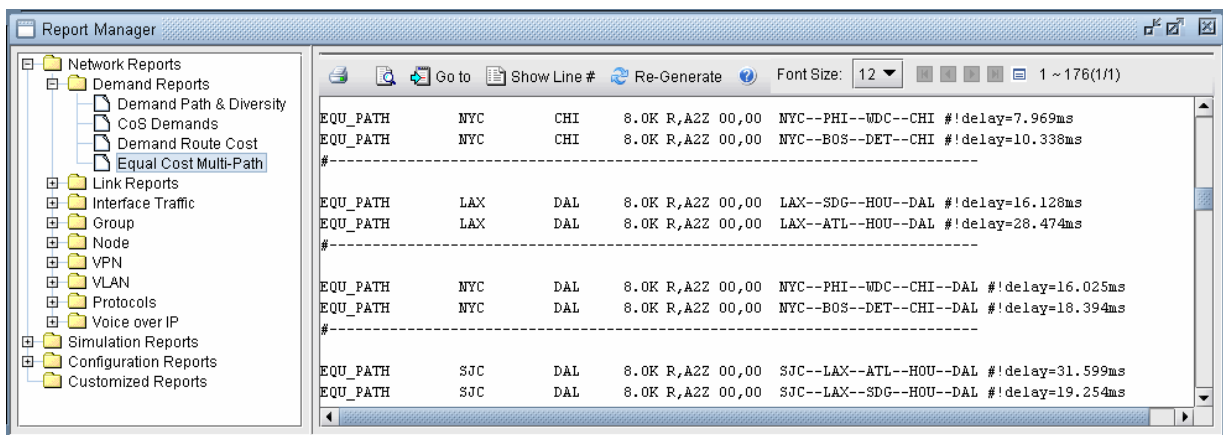 Report Manager
Network Reports
Demand Reports
Demand Path & Diversity
CoS Demands
Demand Route Cost
Equal Cost Multi-Path
Link Reports
Interface Traffic
Group
Node
VPN
VLAN
Protocols
Voice over IP
Simulation Reports
Configuration Reports
Customized Reports
Go to Show Line # Re-Generate Font Size: 12 1 ~ 176(1/1)
EQU_PATH NYC CHI 8.0K R,A2Z 00,00 NYC--PHI--WDC--CHI #!delay=7.969ms
EQU_PATH NYC CHI 8.0K R,A2Z 00,00 NYC--BOS--DET--CHI #!delay=10.338ms
#--------------------------------------------------------------------------------
EQU_PATH LAX DAL 8.0K R,A2Z 00,00 LAX--SDG--HOU--DAL #!delay=16.128ms
EQU_PATH LAX DAL 8.0K R,A2Z 00,00 LAX--ATL--HOU--DAL #!delay=28.474ms
#--------------------------------------------------------------------------------
EQU_PATH NYC DAL 8.0K R,A2Z 00,00 NYC--PHI--WDC--CHI--DAL #!delay=16.025ms
EQU_PATH NYC DAL 8.0K R,A2Z 00,00 NYC--BOS--DET--CHI--DAL #!delay=18.394ms
#--------------------------------------------------------------------------------
EQU_PATH SJC DAL 8.0K R,A2Z 00,00 SJC--LAX--ATL--HOU--DAL #!delay=31.599ms
EQU_PATH SJC DAL 8.0K R,A2Z 00,00 SJC--LAX--SDG--HOU--DAL #!delay=19.254ms